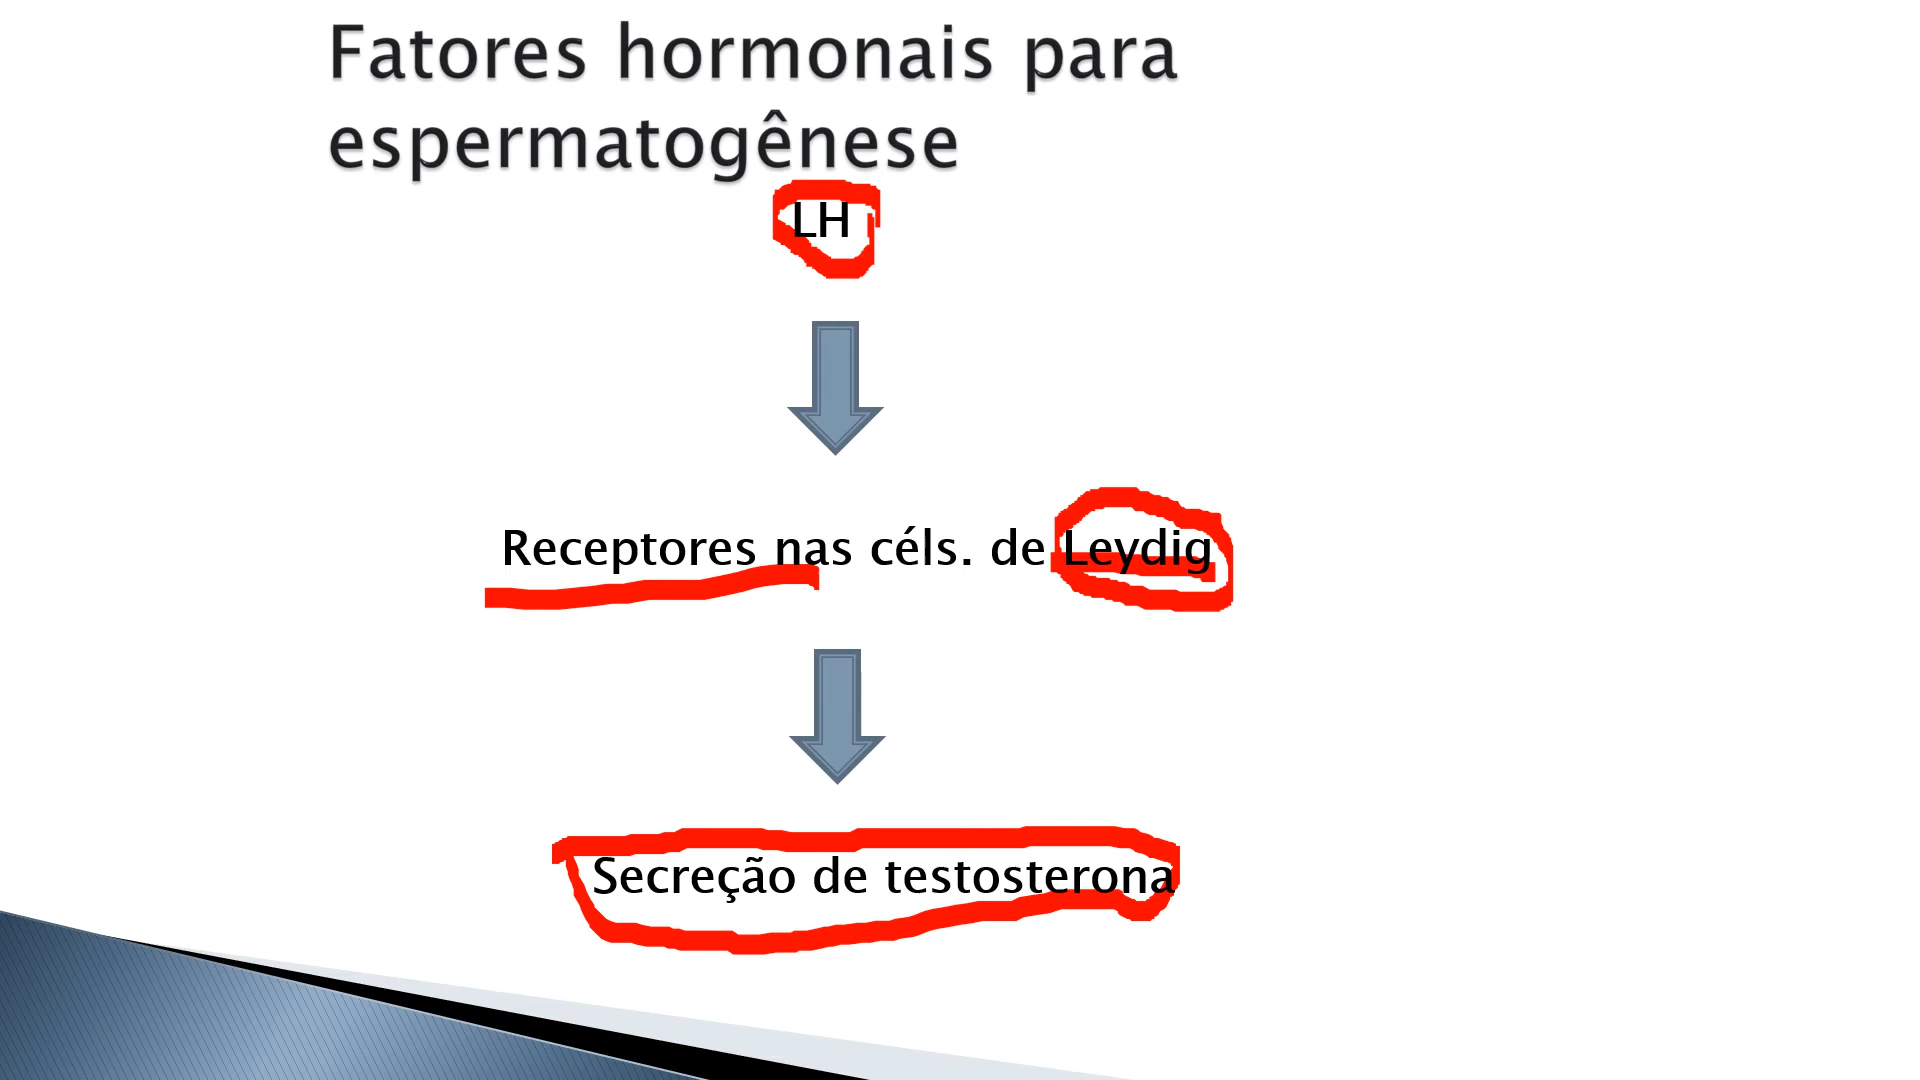 Fatores hormonais para
espermatogênese
LH
Receptores nas céls. de Leydig
Secreção de testosterona